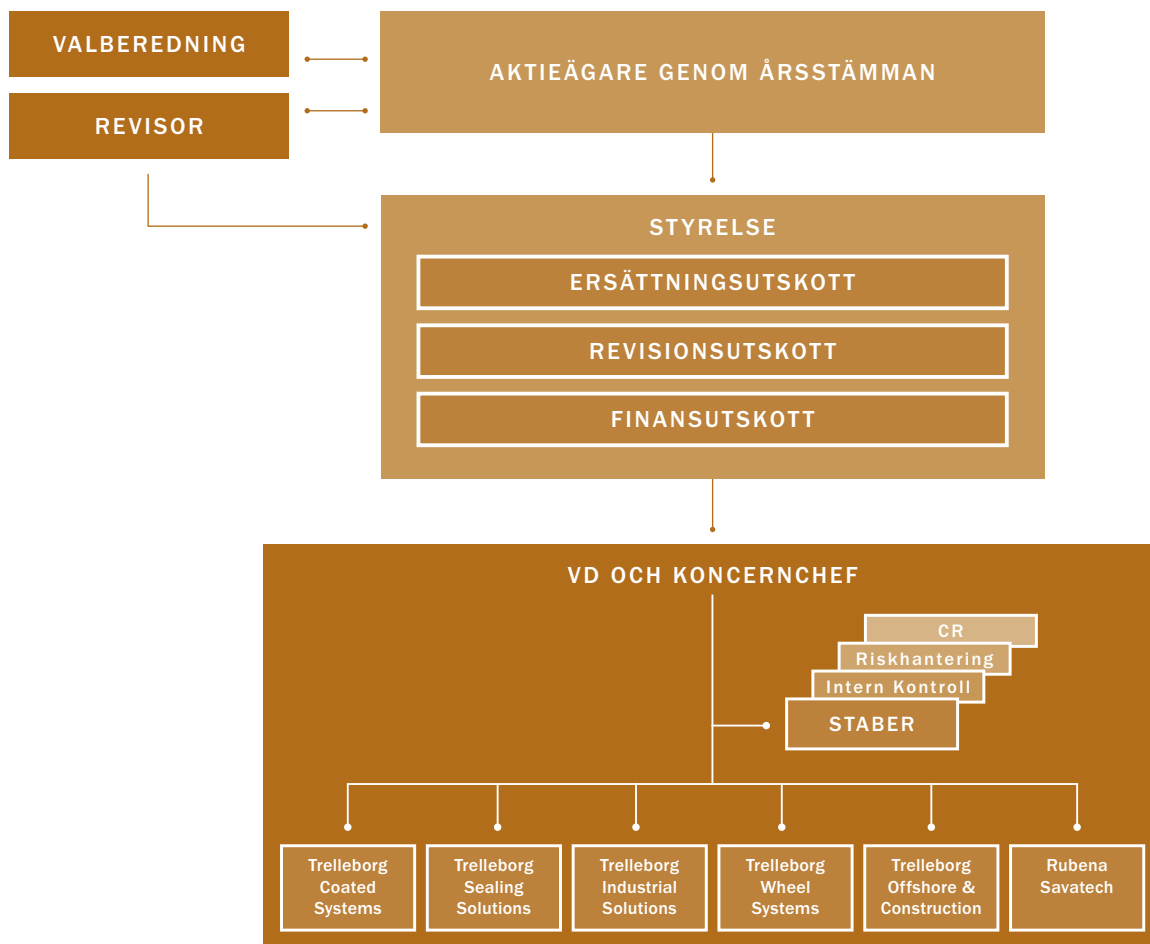 VALBEREDNING
AKTIEÄGARE GENOM ÅRSSTÄMMAN
REVISOR
STYRELSE
ERSÄTTNINGSUTSKOTT
REVISIONSUTSKOTT
FINANSUTSKOTT
VD OCH KONCERNCHEF
CR
Riskhantering
Intern Kontroll
STABER
Trelleborg
Coated
Systems
Trelleborg
Sealing
Solutions
Trelleborg
Industrial
Solutions
Trelleborg
Wheel
Systems
Trelleborg
Offshore &
Construction
Rubena
Savatech